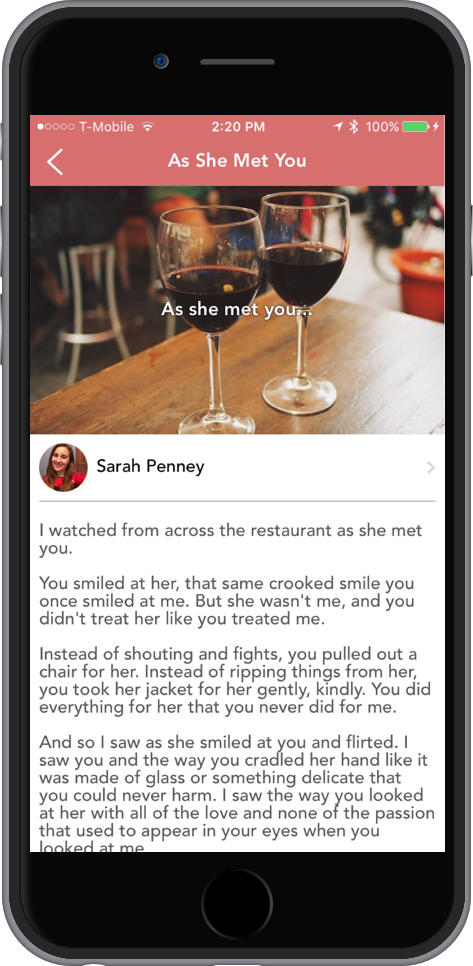 T-Mobile 2:20 PM 100%
As She Met You
As she met you...
Sarah Penney
I watched from across the restaurant as she met
you.
You smiled at her, that same crooked smile you
once smiled at me. But she wasn't me, and you
didn't treat her like you treated me.
Instead of shouting and fights, you pulled out a
chair for her. Instead of ripping things from her,
you took her jacket for her gently, kindly. You did
everything for her that you never did for me.
And so I saw as she smiled at you and flirted. I
saw you and the way you cradled her hand like it
was made of glass or something delicate that
you could never harm. I saw the way you looked
at her with all of the love and none of the passion
that used to appear in your eyes when you
looked at me